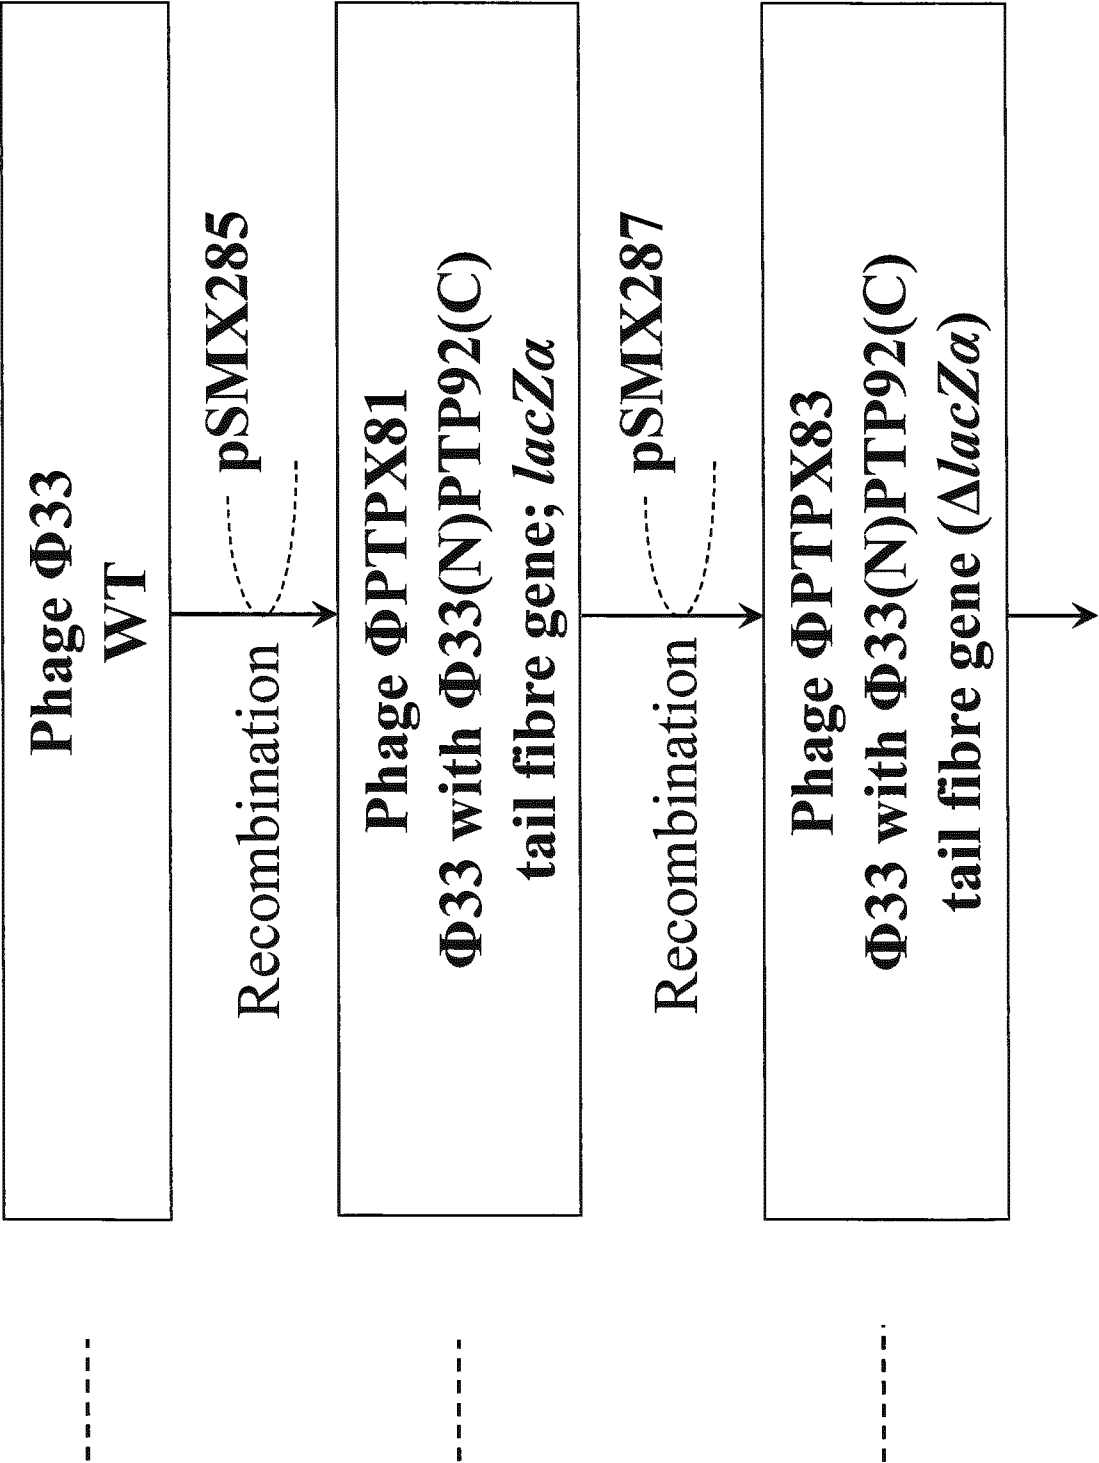 Phage Φ33
WT
Recombination
pSMX285
Phage ΦPTPX81
Φ33 with Φ33(N)PTP92(C)
tail fibre gene; lacZα
Recombination
pSMX287
Phage ΦPTPX83
Φ33 with Φ33(N)PTP92(C)
tail fibre gene (ΔlacZα)